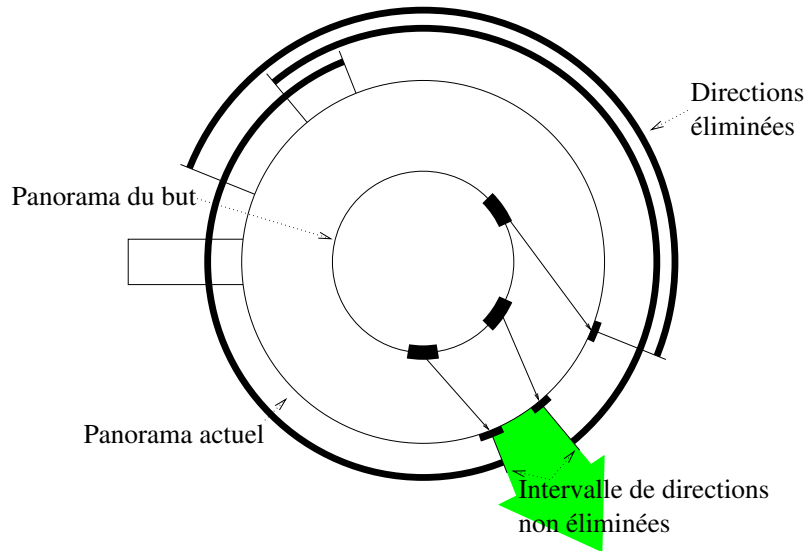 Directions
éliminées
Panorama du but
Panorama actuel
Intervalle de directions
non éliminées